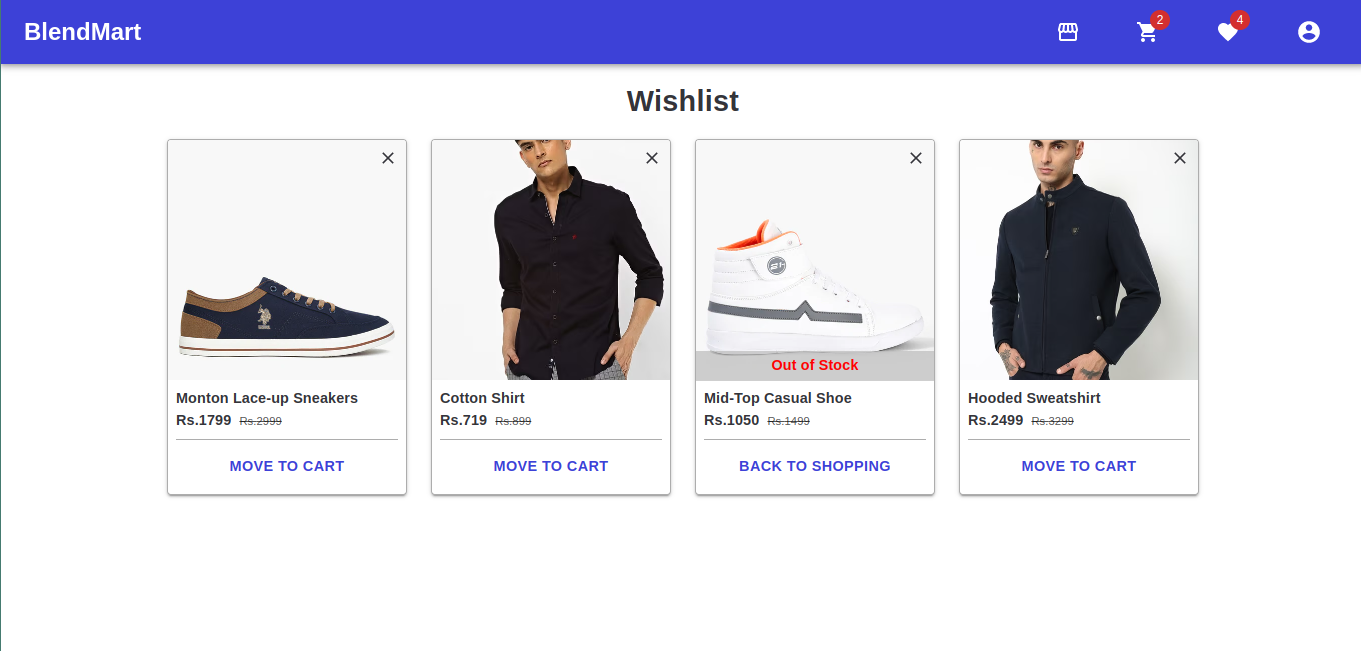 BlendMart
2
4
Wishlist
Out of Stock
Monton Lace-up Sneakers
Rs.1799 Rs.2999
MOVE TO CART
Cotton Shirt
Rs.719 Rs.899
MOVE TO CART
Mid-Top Casual Shoe
Rs.1050 Rs.1499
BACK TO SHOPPING
Hooded Sweatshirt
Rs.2499 Rs.3299
MOVE TO CART